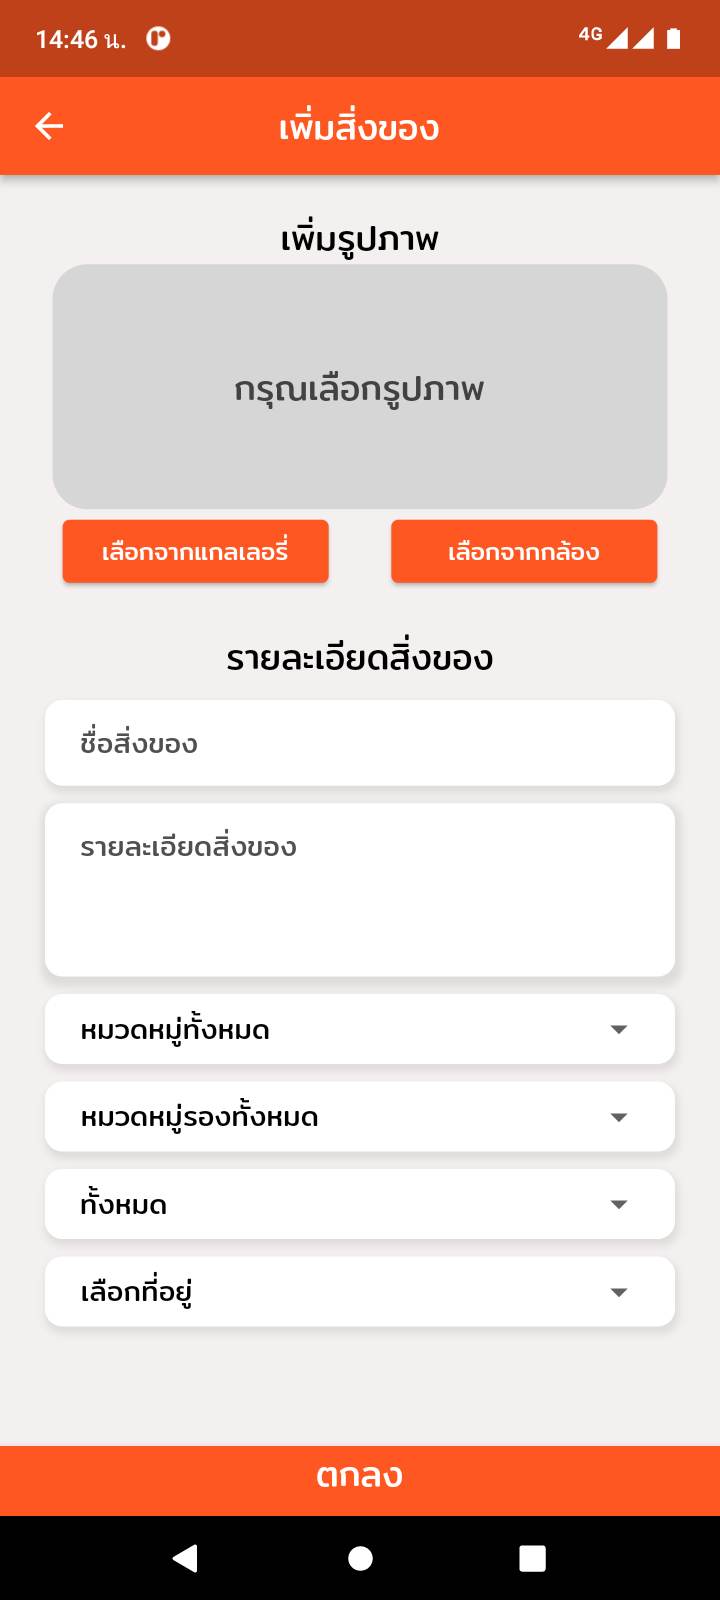 14:46 น.
4G
เพิ่มสิ่งของ
เพิ่มรูปภาพ
กรุณเลือกรูปภาพ
เลือกจากแกลเลอรี่
เลือกจากกล้อง
รายละเอียดสิ่งของ
ชื่อสิ่งของ
รายละเอียดสิ่งของ
หมวดหมู่ทั้งหมด
หมวดหมู่รองทั้งหมด
ทั้งหมด
เลือกที่อยู่
ตกลง